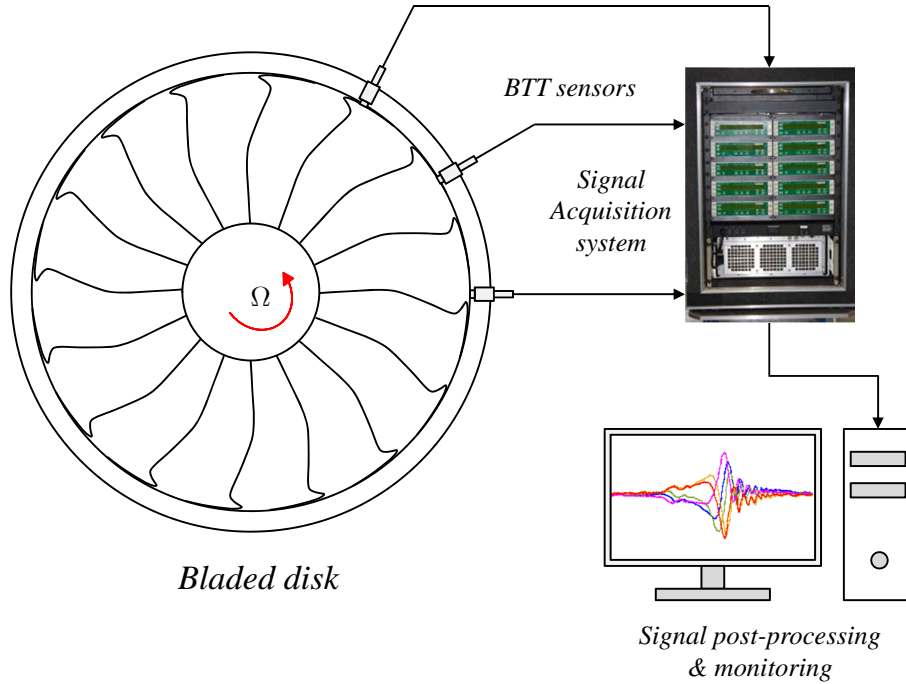 BTT sensors
Signal
Acquisition
system
Ω
Bladed disk
Signal post-processing
& monitoring